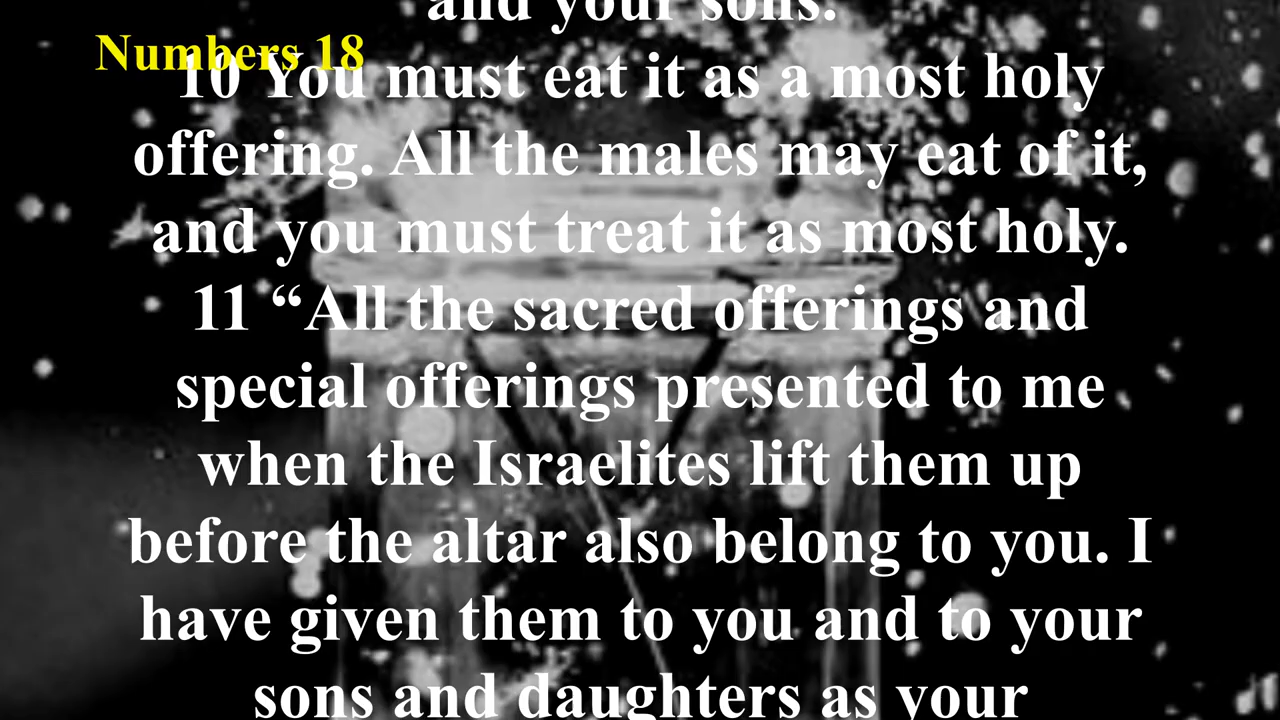 and your sons.
Numbers 18
10 You must eat it as a most holy
offering. All the males may eat of it,
and you must treat it as most holy.
11 “All the sacred offerings and
special offerings presented to me
when the Israelites lift them up
before the altar also belong to you. I
have given them to you and to your
sons and daughters as your